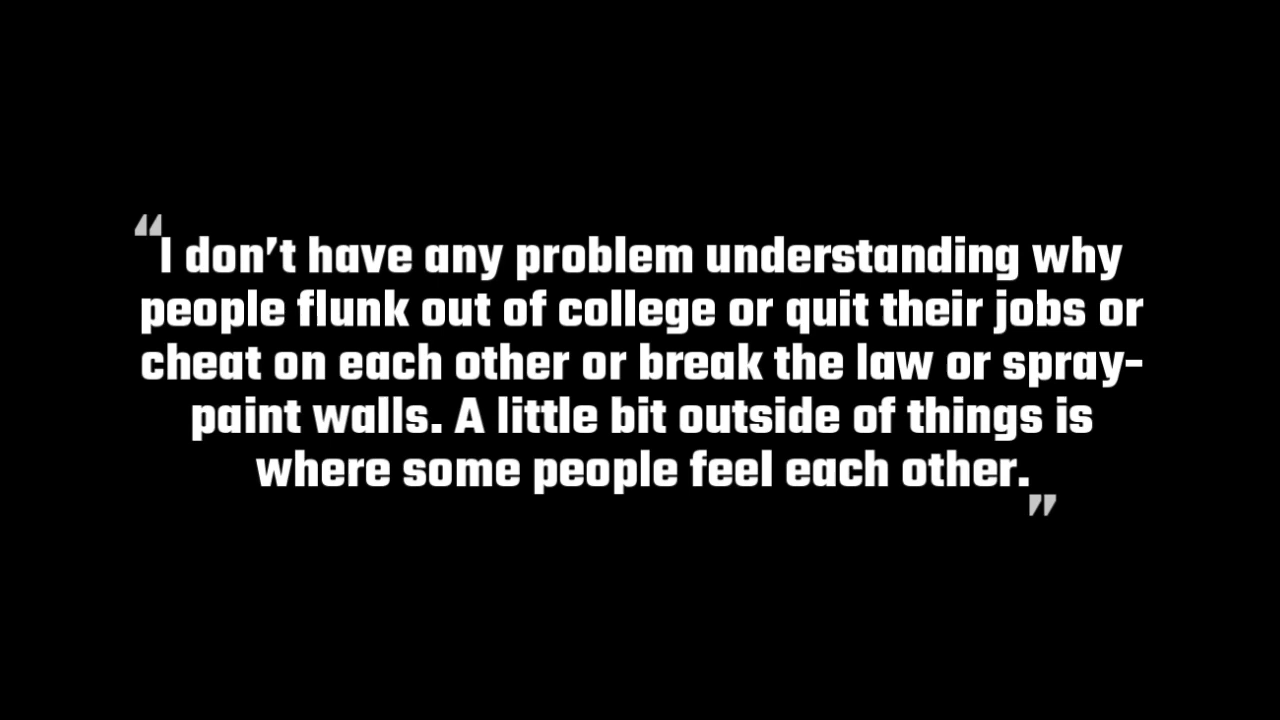 “I don’t have any problem understanding why
people flunk out of college or quit their jobs or
cheat on each other or break the law or spray-
paint walls. A little bit outside of things is
where some people feel each other.”